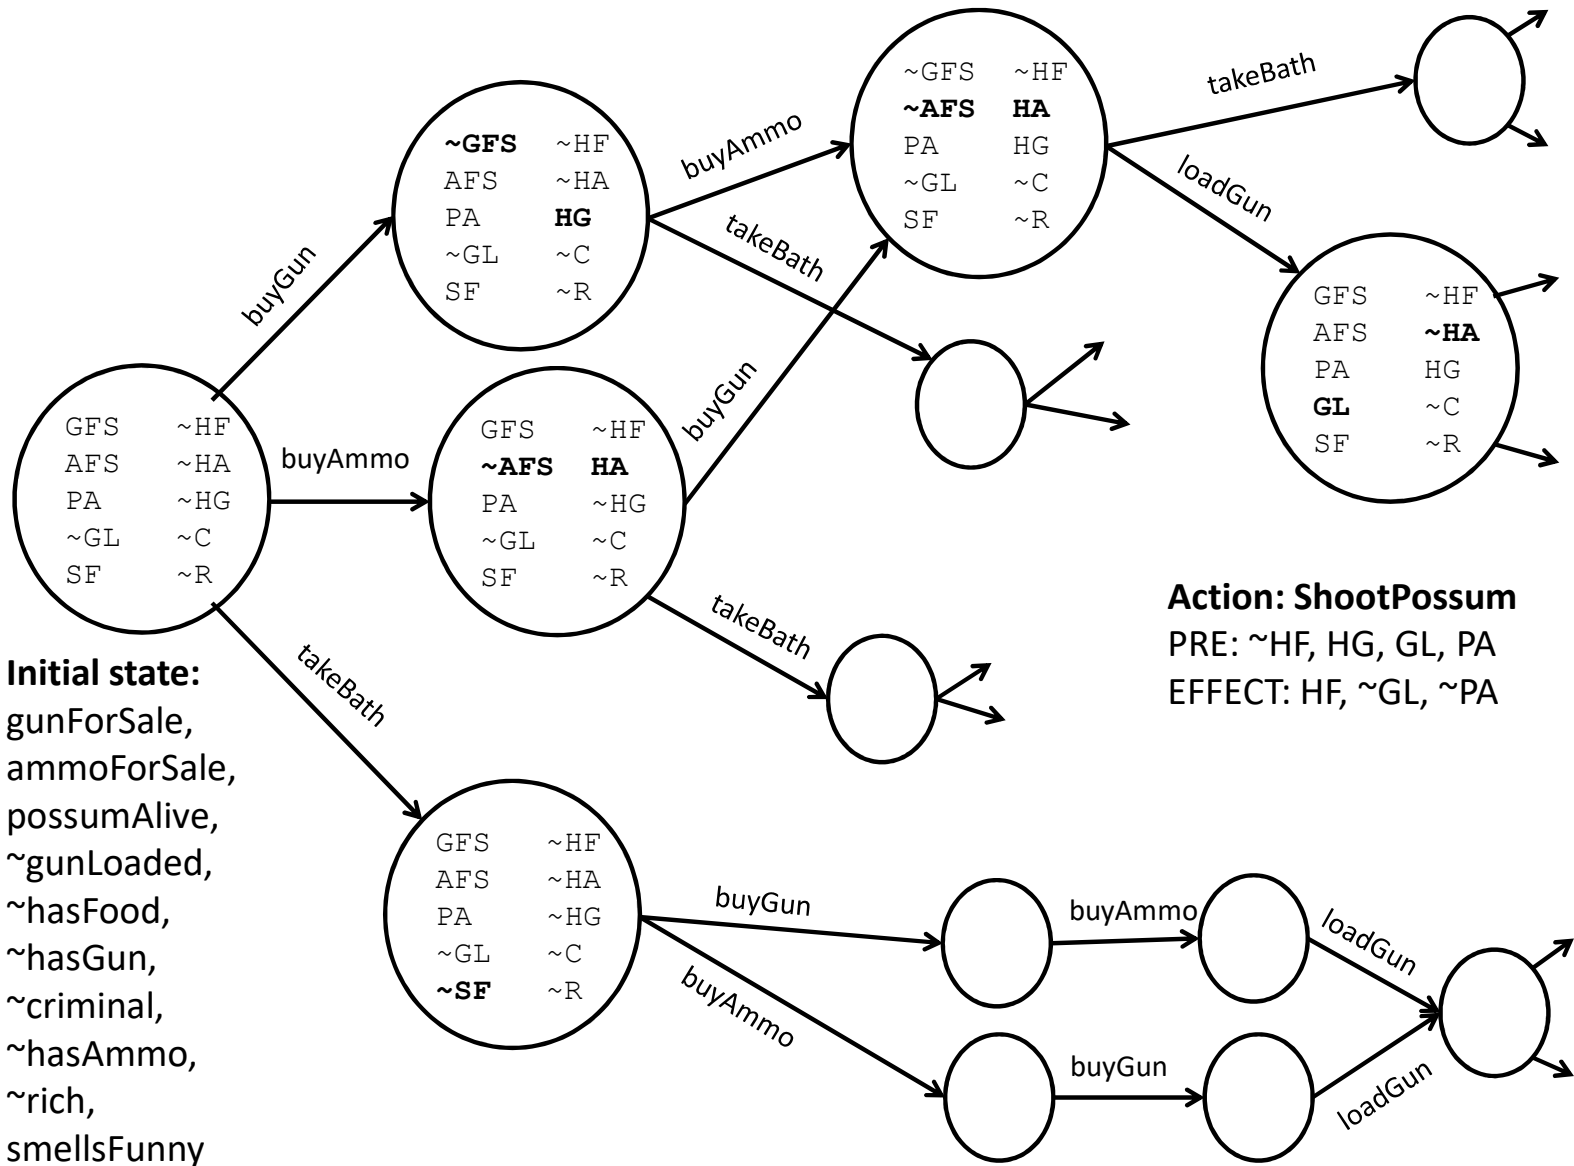 ~GFS ~HF
~AFS HA
PA HG
~GL ~C
SF ~R
takeBath
~GFS ~HF
AFS ~HA
PA HG
~GL ~C
SF ~R
buyAmmo
loadGun
takeBath
buyGun
GFS ~HF
AFS ~HA
PA HG
GL ~C
SF ~R
buyGun
GFS ~HF
AFS ~HA
PA ~HG
~GL ~C
SF ~R
buyAmmo
GFS ~HF
~AFS HA
PA ~HG
~GL ~C
SF ~R
takeBath
Action: ShootPossum
PRE: ~HF, HG, GL, PA
EFFECT: HF, ~GL, ~PA
takeBath
Initial state:
gunForSale,
ammoForSale,
possumAlive,
~gunLoaded,
~hasFood,
~hasGun,
~criminal,
~hasAmmo,
~rich,
smellsFunny
GFS ~HF
AFS ~HA
PA ~HG
~GL ~C
~SF ~R
buyGun
buyAmmo
loadGun
buyAmmo
buyGun
loadGun